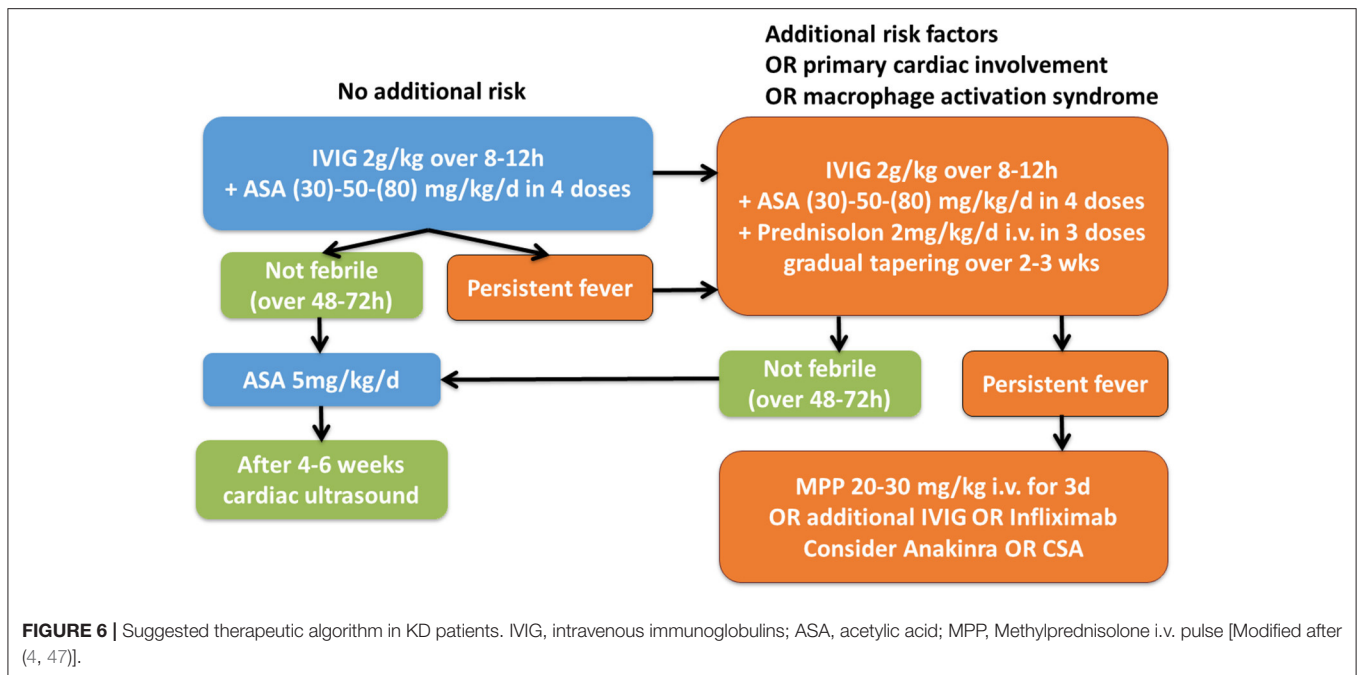 No additional risk
Additional risk factors
OR primary cardiac involvement
OR macrophage activation syndrome
IVIG 2g/kg over 8-12h
+ ASA (30)-50-(80) mg/kg/d in 4 doses
IVIG 2g/kg over 8-12h
+ ASA (30)-50-(80) mg/kg/d in 4 doses
+ Prednisolon 2mg/kg/d i.v. in 3 doses
gradual tapering over 2-3 wks
Not febrile
(over 48-72h)
Persistent fever
ASA 5mg/kg/d
Not febrile
(over 48-72h)
Persistent fever
After 4-6 weeks
cardiac ultrasound
MPP 20-30 mg/kg i.v. for 3d
OR additional IVIG OR Infliximab
Consider Anakinra OR CSA
FIGURE 6 | Suggested therapeutic algorithm in KD patients. IVIG, intravenous immunoglobulins; ASA, acetylic acid; MPP, Methylprednisolone i.v. pulse [Modified after
(4, 47)].